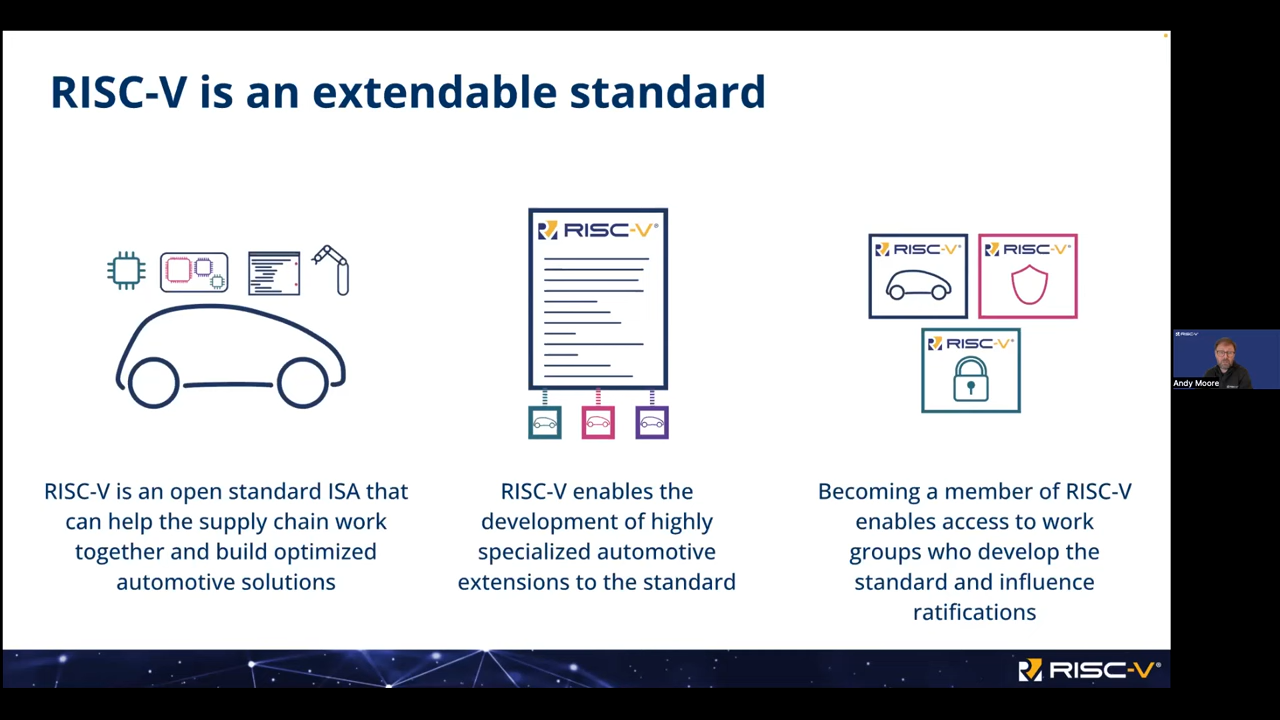 RISC-V is an extendable standard
RISC-V®
RISC-V®
RISC-V®
RISC-V®
RISC-V is an open standard ISA that
can help the supply chain work
together and build optimized
automotive solutions
RISC-V enables the
development of highly
specialized automotive
extensions to the standard
Becoming a member of RISC-V
enables access to work
groups who develop the
standard and influence
ratifications
RISC-V®
RISC-V
Andy Moore